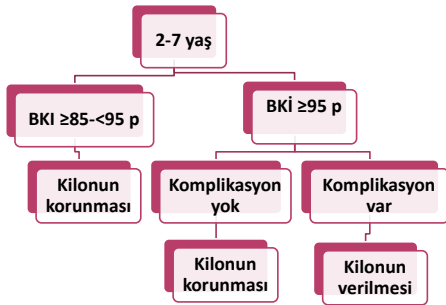 2-7 yaş
BKI ≥85-<95 p
BKİ ≥95 p
Kilonun
korunması
Komplikasyon
yok
Komplikasyon
var
Kilonun
korunması
Kilonun
verilmesi